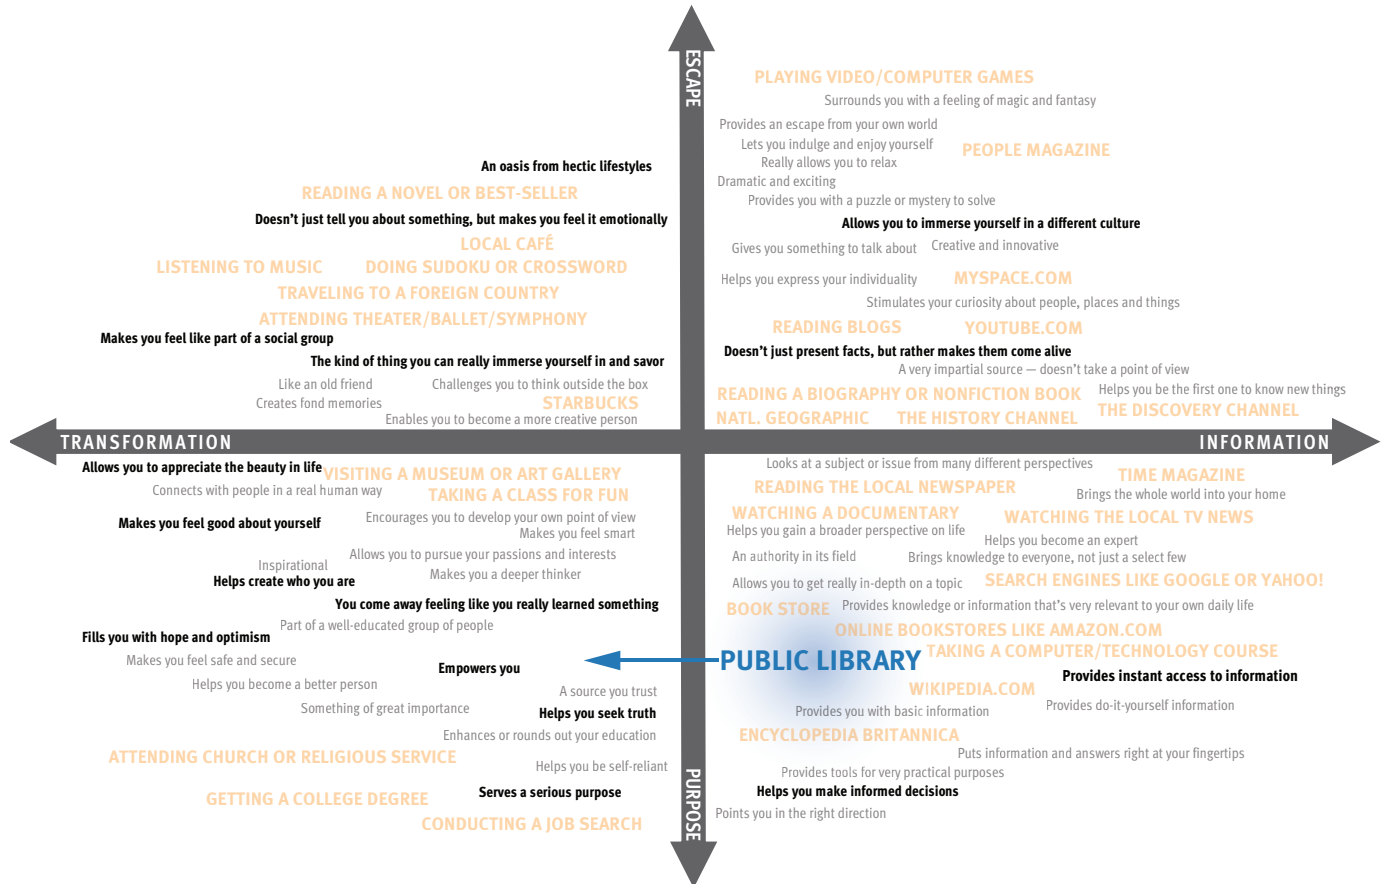 ESCAPE
PLAYING VIDEO/COMPUTER GAMES
Surrounds you with a feeling of magic and fantasy
Provides an escape from your own world
Lets you indulge and enjoy yourself
PEOPLE MAGAZINE
Really allows you to relax
An oasis from hectic lifestyles
Dramatic and exciting
READING A NOVEL OR BEST-SELLER
Provides you with a puzzle or mystery to solve
Doesn't just tell you about something, but makes you feel it emotionally
Allows you to immerse yourself in a different culture
LOCAL CAFÉ
Gives you something to talk about
Creative and innovative
LISTENING TO MUSIC
DOING SUDOKU OR CROSSWORD
Helps you express your individuality
MYSPACE.COM
TRAVELING TO A FOREIGN COUNTRY
Stimulates your curiosity about people, places and things
ATTENDING THEATER/BALLET/SYMPHONY
READING BLOGS
YOUTUBE.COM
Makes you feel like part of a social group
Doesn't just present facts, but rather makes them come alive
The kind of thing you can really immerse yourself in and savor
A very impartial source — doesn't take a point of view
Like an old friend
Challenges you to think outside the box
READING A BIOGRAPHY OR NONFICTION BOOK
Helps you be the first one to know new things
Creates fond memories
STARBUCKS
Enables you to become a more creative person
NATL. GEOGRAPHIC
THE HISTORY CHANNEL
THE DISCOVERY CHANNEL
TRANSFORMATION
INFORMATION
Allows you to appreciate the beauty in life
VISITING A MUSEUM OR ART GALLERY
Looks at a subject or issue from many different perspectives
TIME MAGAZINE
Connects with people in a real human way
TAKING A CLASS FOR FUN
READING THE LOCAL NEWSPAPER
Brings the whole world into your home
Makes you feel good about yourself
Encourages you to develop your own point of view
WATCHING A DOCUMENTARY
WATCHING THE LOCAL TV NEWS
Makes you feel smart
Helps you gain a broader perspective on life
Helps you become an expert
Allows you to pursue your passions and interests
An authority in its field
Brings knowledge to everyone, not just a select few
Inspirational
Makes you a deeper thinker
Helps create who you are
Allows you to get really in-depth on a topic
SEARCH ENGINES LIKE GOOGLE OR YAHOO!
You come away feeling like you really learned something
BOOK STORE
Provides knowledge or information that's very relevant to your own daily life
Part of a well-educated group of people
ONLINE BOOKSTORES LIKE AMAZON.COM
Fills you with hope and optimism
Makes you feel safe and secure
Empowers you
PUBLIC LIBRARY
TAKING A COMPUTER/TECHNOLOGY COURSE
Provides instant access to information
Helps you become a better person
A source you trust
WIKIPEDIA.COM
Something of great importance
Helps you seek truth
Provides you with basic information
Provides do-it-yourself information
Enhances or rounds out your education
ENCYCLOPEDIA BRITANNICA
ATTENDING CHURCH OR RELIGIOUS SERVICE
Helps you be self-reliant
Puts information and answers right at your fingertips
Provides tools for very practical purposes
GETTING A COLLEGE DEGREE
Serves a serious purpose
Helps you make informed decisions
CONDUCTING A JOB SEARCH
Points you in the right direction
PURPOSE